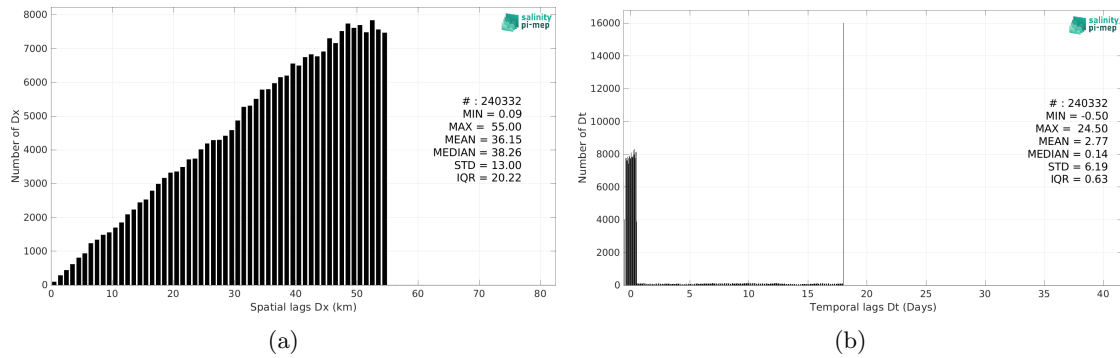 8000
7000
6000
5000
4000
3000
2000
1000
0
Number of Dx
salinity
pi-mep
# : 240332
MIN = 0.09
MAX = 55.00
MEAN = 36.15
MEDIAN = 38.26
STD = 13.00
IQR = 20.22
0 10 20 30 40 50 60 70 80
Spatial lags Dx (km)
(a)
16000
14000
12000
10000
8000
6000
4000
2000
0
Number of Dt
salinity
pi-mep
# : 240332
MIN = -0.50
MAX = 24.50
MEAN = 2.77
MEDIAN = 0.14
STD = 6.19
IQR = 0.63
0 5 10 15 20 25 30 35 40
Temporal lags Dt (Days)
(b)